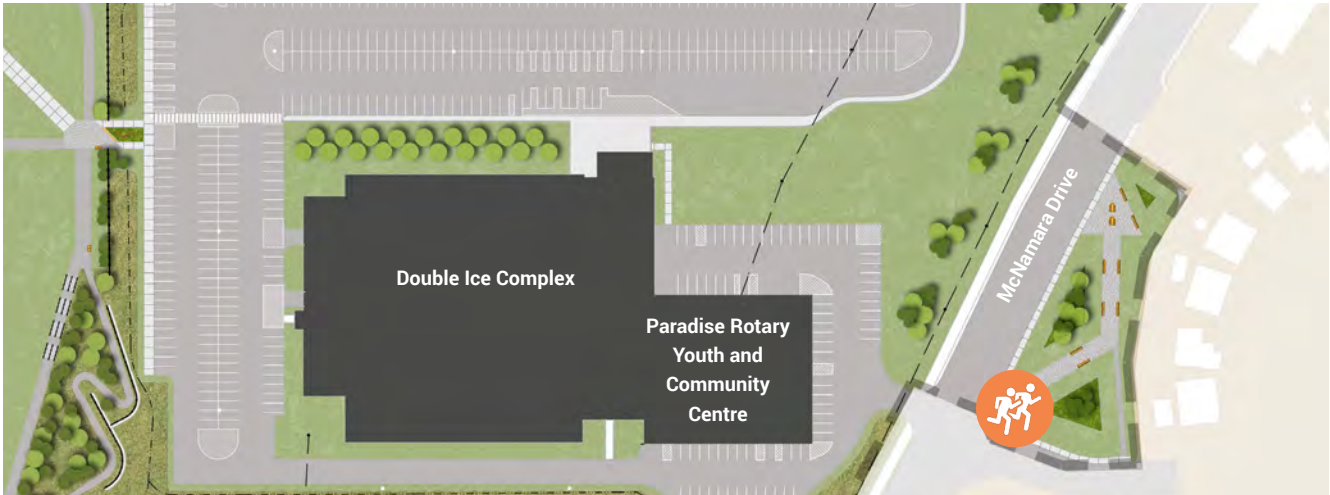 Double Ice Complex
Paradise Rotary
Youth and
Community
Centre
McNamara Drive